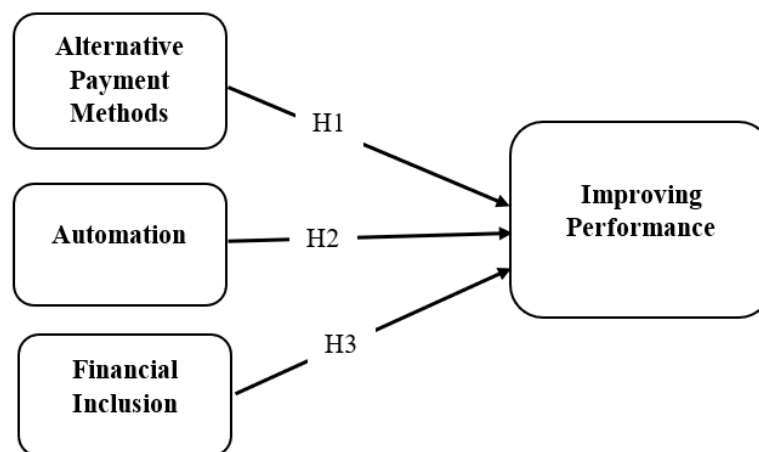 Alternative
Payment
Methods
H1
Automation
H2
Financial
Inclusion
H3
Improving
Performance